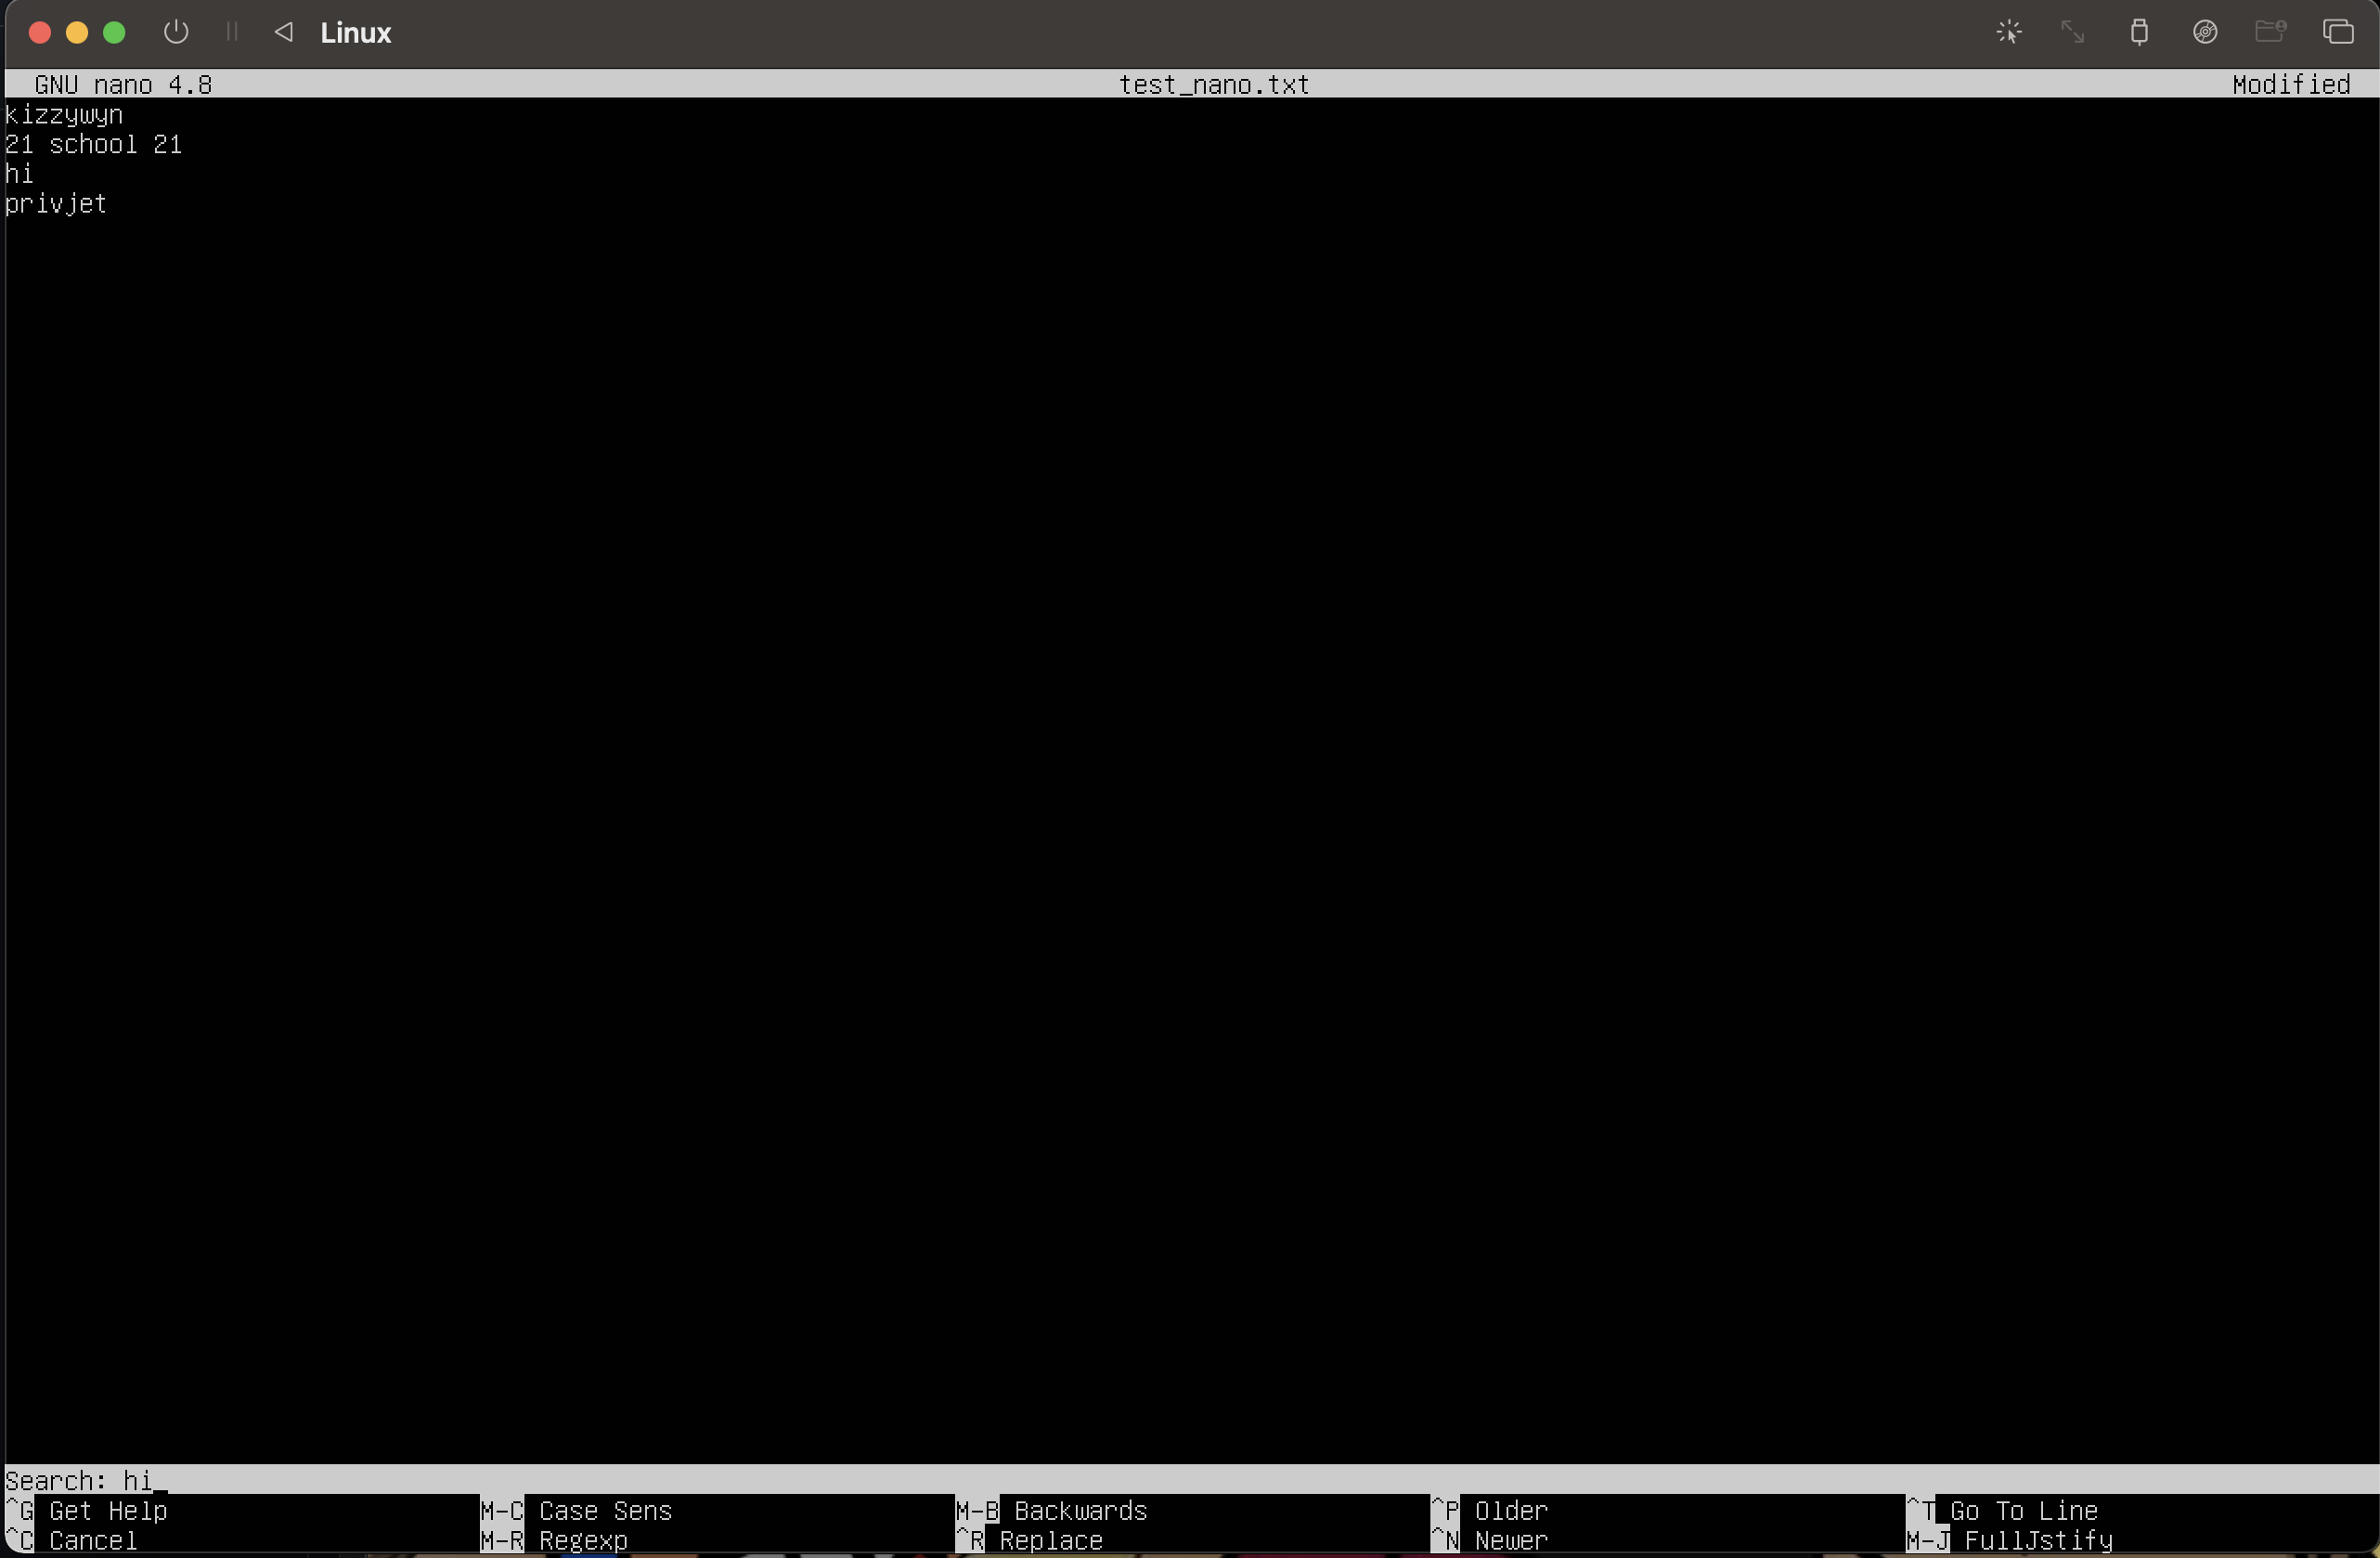 Linux
GNU nano 4.8 test_nano.txt Modified
kizzywyn
21 school 21
hi
privjet
Search: hi
^G Get Help M-C Case Sens M-B Backwards ^P Older ^T Go To Line
^C Cancel M-R Regexp ^R Replace ^N Newer M-J FullJstify